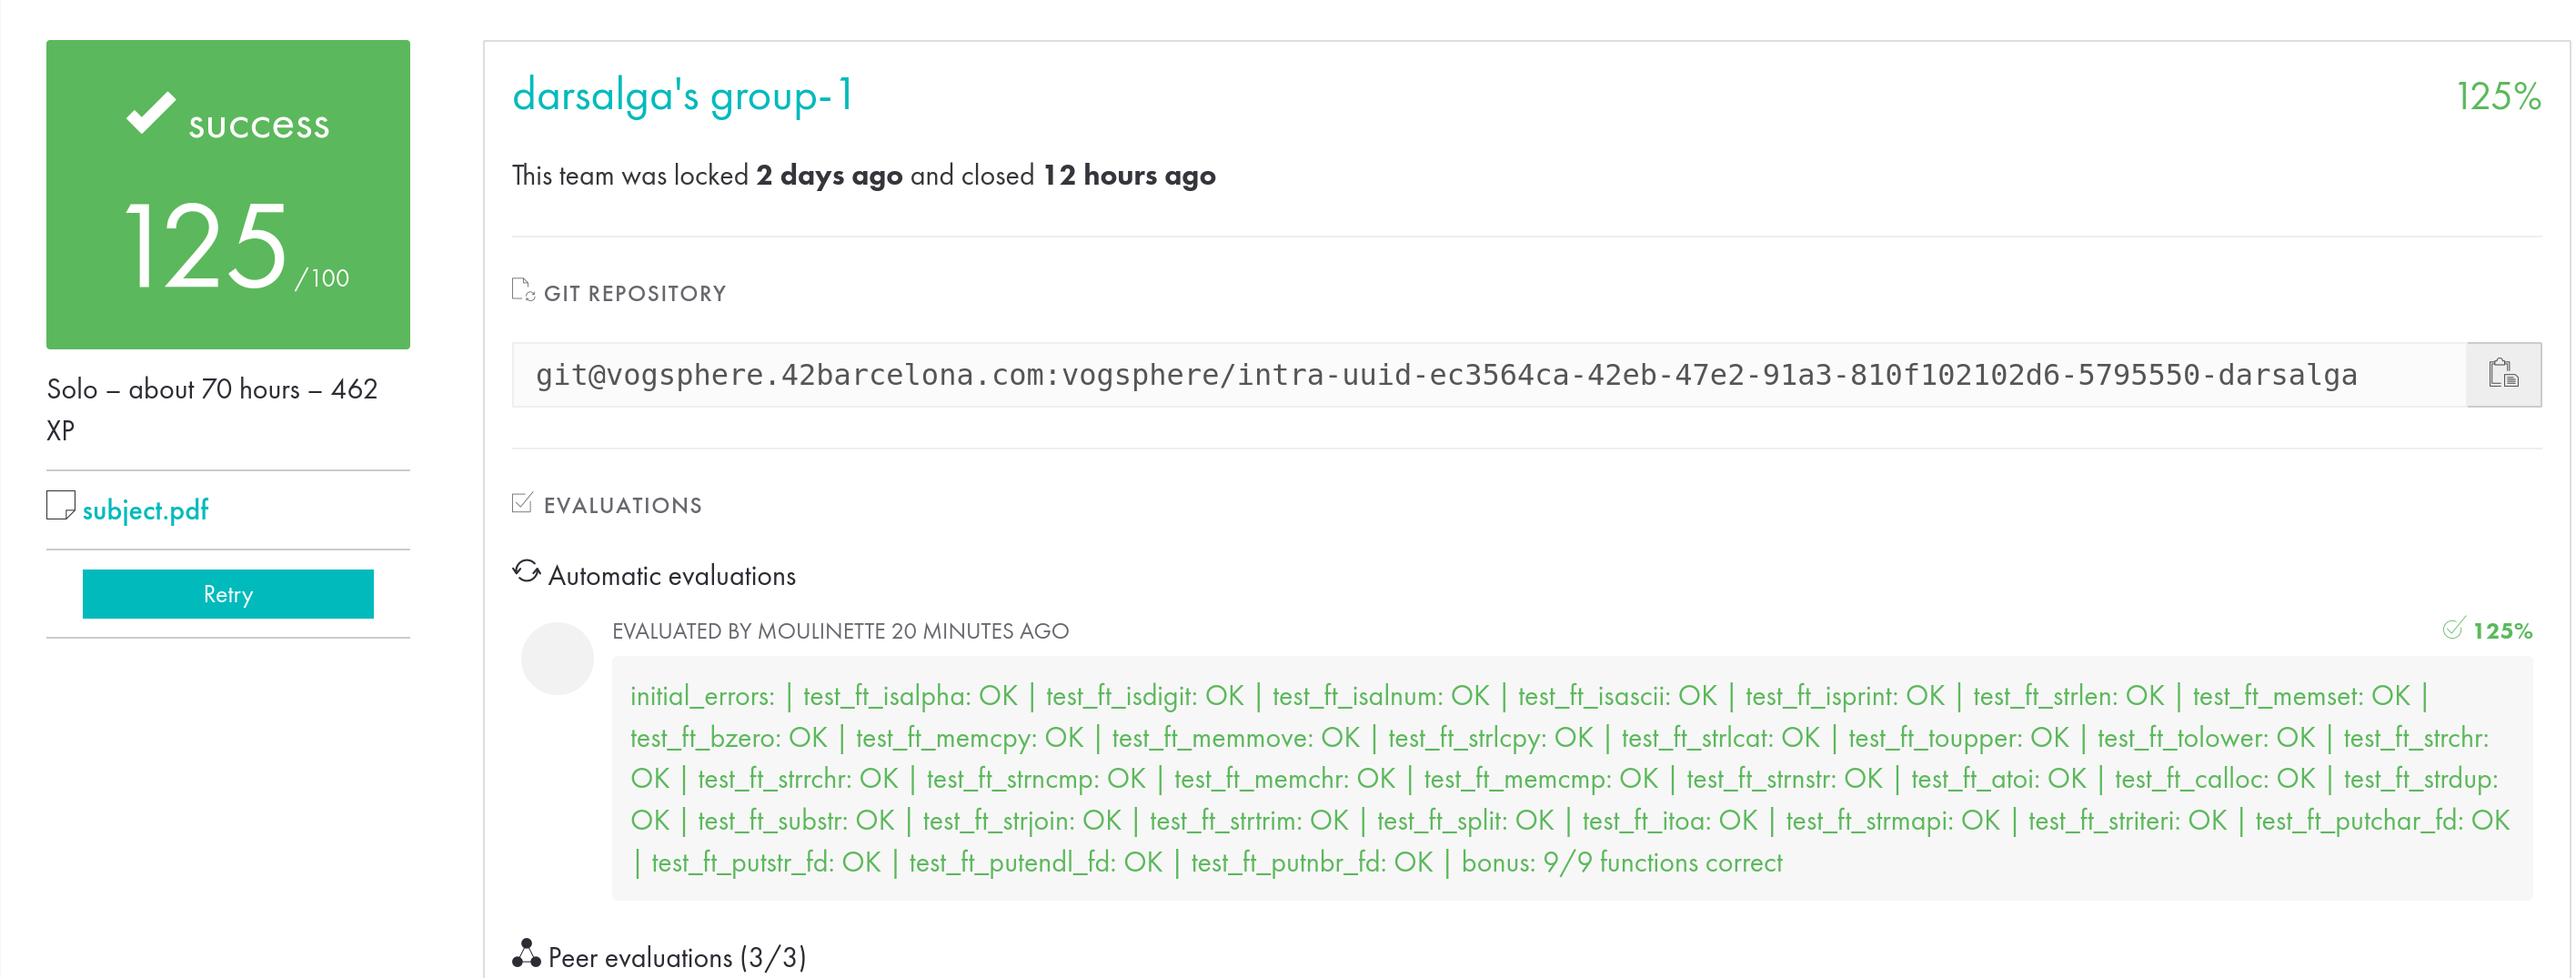 success
125 /100
Solo – about 70 hours – 462
XP
subject.pdf
Retry
darsalga's group-1
125%
This team was locked 2 days ago and closed 12 hours ago
GIT REPOSITORY
git@vogsphere.42barcelona.com:vogsphere/intra-uuid-ec3564ca-42eb-47e2-91a3-810f102102d6-5795550-darsalga
EVALUATIONS
Automatic evaluations
EVALUATED BY MOULINETTE 20 MINUTES AGO
125%
initial_errors: | test_ft_isalpha: OK | test_ft_isdigit: OK | test_ft_isalnum: OK | test_ft_isascii: OK | test_ft_isprint: OK | test_ft_strlen: OK | test_ft_memset: OK |
test_ft_bzero: OK | test_ft_memcpy: OK | test_ft_memmove: OK | test_ft_strlcpy: OK | test_ft_strlcat: OK | test_ft_toupper: OK | test_ft_tolower: OK | test_ft_strchr:
OK | test_ft_strrchr: OK | test_ft_strncmp: OK | test_ft_memchr: OK | test_ft_memcmp: OK | test_ft_strnstr: OK | test_ft_atoi: OK | test_ft_calloc: OK | test_ft_strdup:
OK | test_ft_substr: OK | test_ft_strjoin: OK | test_ft_strtrim: OK | test_ft_split: OK | test_ft_itoa: OK | test_ft_strmapi: OK | test_ft_striteri: OK | test_ft_putchar_fd: OK
| test_ft_putstr_fd: OK | test_ft_putendl_fd: OK | test_ft_putnbr_fd: OK | bonus: 9/9 functions correct
Peer evaluations (3/3)